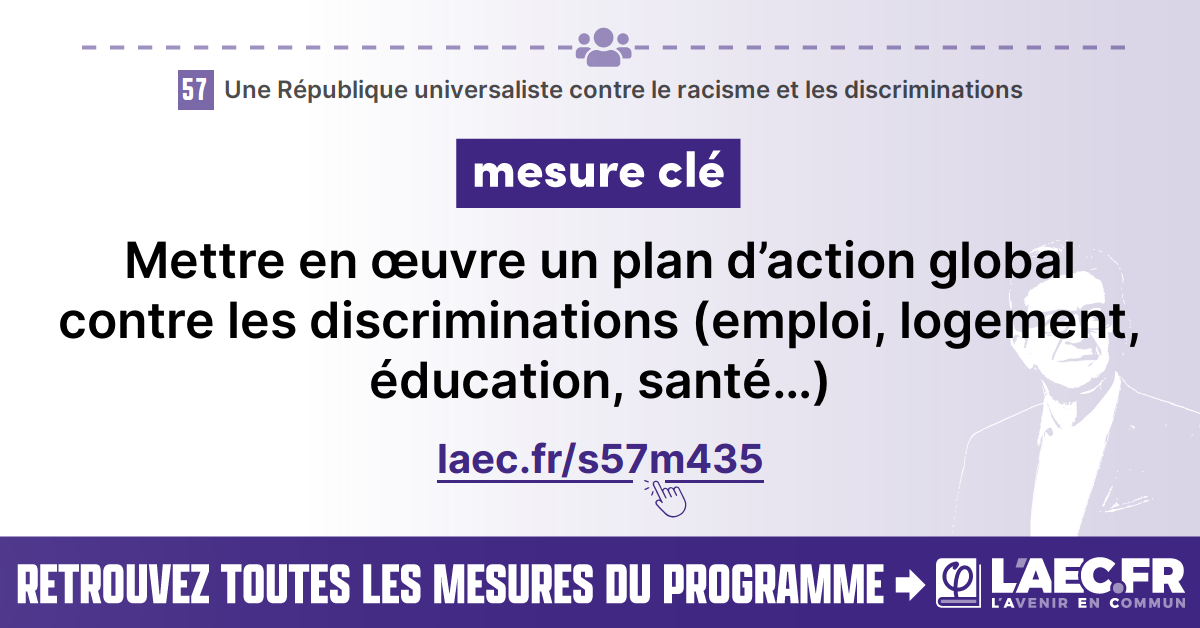 57 Une République universaliste contre le racisme et les discriminations
mesure clé
Mettre en œuvre un plan d’action global
contre les discriminations (emploi, logement,
éducation, santé…)
laec.fr/s57m435
RETROUVEZ TOUTES LES MESURES DU PROGRAMME → φ L'AEC.FR
L'AVENIR EN COMMUN